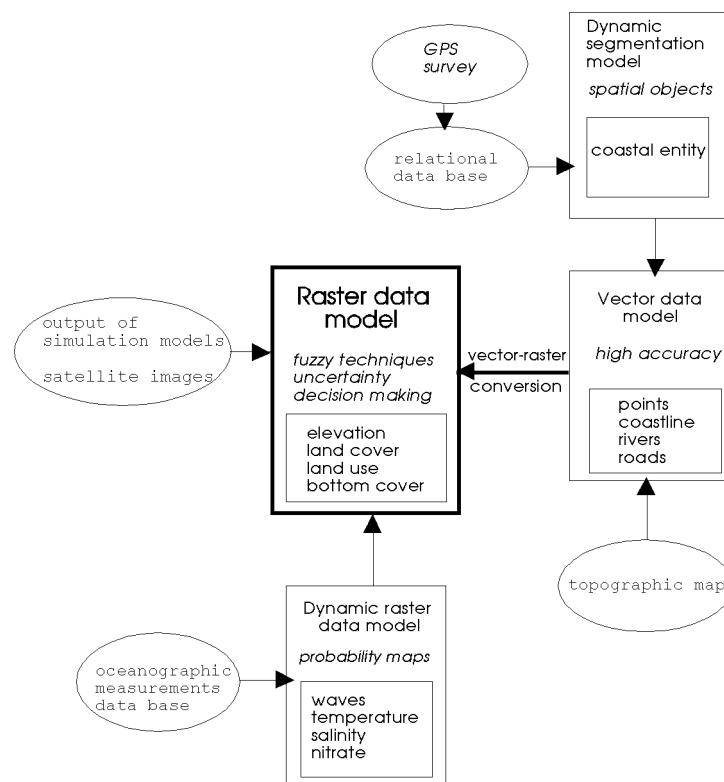 GPS
survey
relational
data base
Dynamic
segmentation
model
spatial objects
coastal entity
output of
simulation models
satellite images
Raster data
model
fuzzy techniques
uncertainty
decision making
elevation
land cover
land use
bottom cover
vector-raster
conversion
Vector data
model
high accuracy
points
coastline
rivers
roads
topographic map
Dynamic raster
data model
probability maps
waves
temperature
salinity
nitrate
oceanographic
measurements
data base